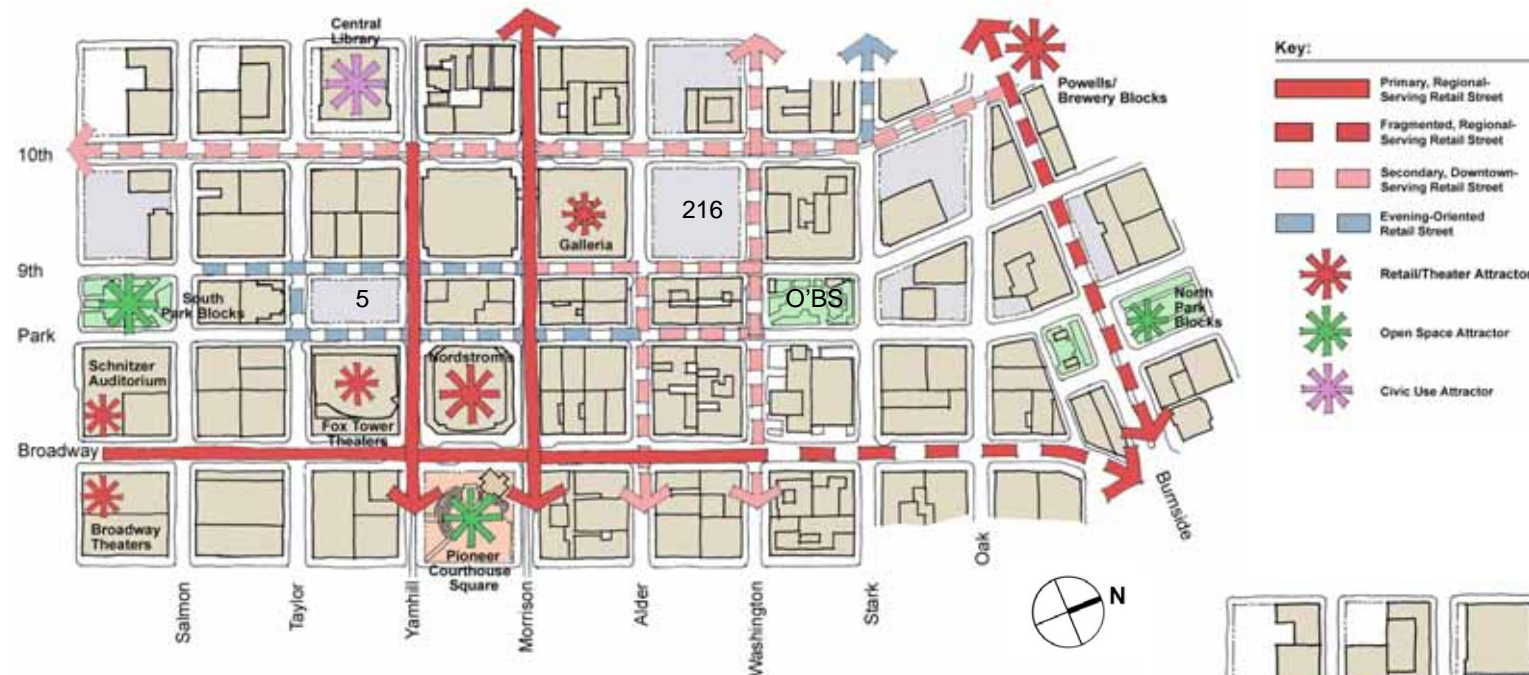 Central
Library
Powells/
Brewery Blocks
10th
216
Galleria
9th
South
Park Blocks
5
O'BS
North
Park
Blocks
Park
Schnitzer
Auditorium
Nordstrom's
Fox Tower
Theaters
Broadway
Broadway
Theaters
Pioneer
Courthouse
Square
Burnside
Salmon
Taylor
Yamhill
Morrison
Alder
Washington
Stark
Oak
N
Key:
Primary, Regional-
Serving Retail Street
Fragmented, Regional-
Serving Retail Street
Secondary, Downtown-
Serving Retail Street
Evening-Oriented
Retail Street
Retail/Theater Attractor
Open Space Attractor
Civic Use Attractor